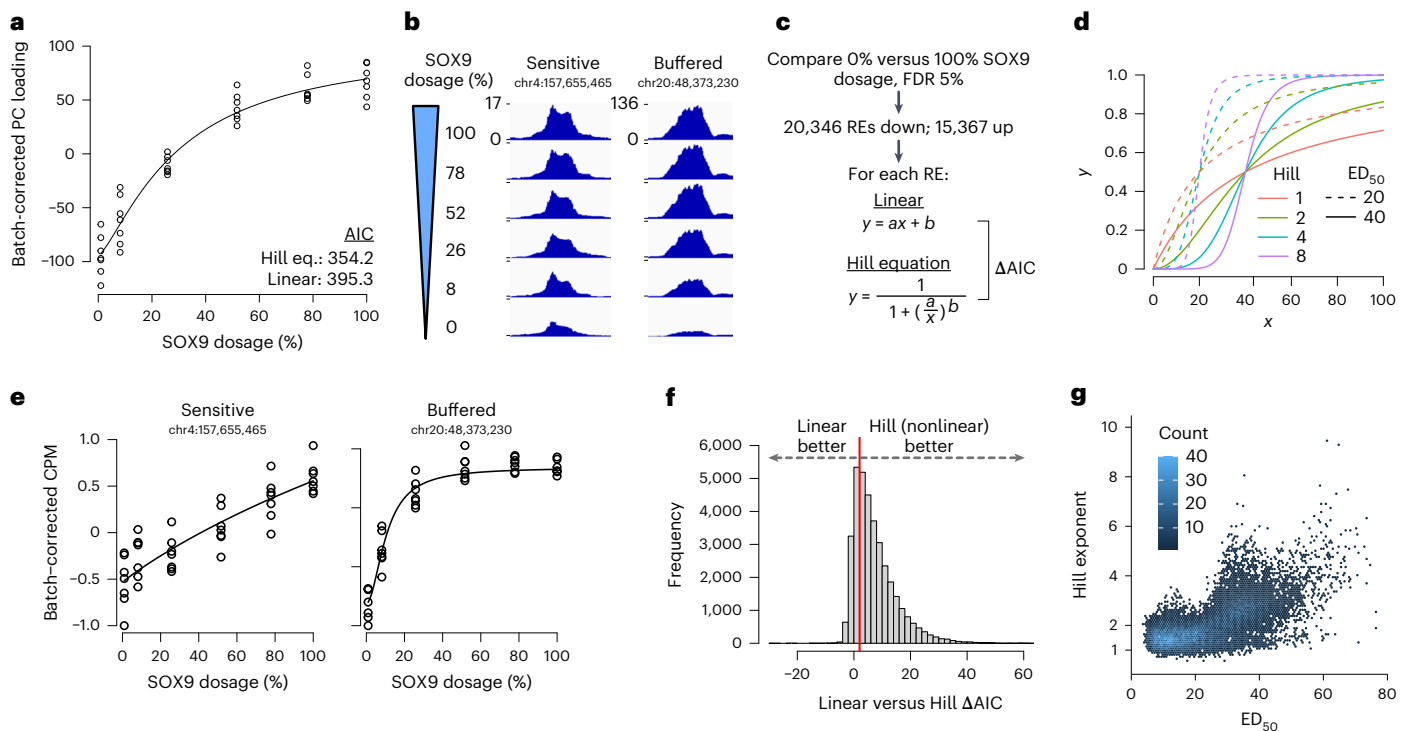 a
100
50
0
−50
−100
Batch-corrected PC loading
AIC
Hill eq.: 354.2
Linear: 395.3
0 20 40 60 80 100
SOX9 dosage (%)
b
SOX9
dosage (%)
Sensitive
chr4:157,655,465
Buffered
chr20:48,373,230
17
0
136
0
100
78
52
26
8
0
c
Compare 0% versus 100% SOX9
dosage, FDR 5%
20,346 REs down; 15,367 up
For each RE:
Linear
y = ax + b
Hill equation
y = 1 / (1 + (a/x)^b)
ΔAIC
d
1.0
0.8
0.6
0.4
0.2
0
y
Hill
1
2
4
8
ED50
20
40
0 20 40 60 80 100
x
e
Sensitive
chr4:157,655,465
Buffered
chr20:48,373,230
Batch–corrected CPM
1.0
0.5
0
−0.5
−1.0
0 20 40 60 80 100
SOX9 dosage (%)
0 20 40 60 80 100
SOX9 dosage (%)
f
Linear
better
Hill (nonlinear)
better
6,000
5,000
4,000
3,000
2,000
1,000
0
Frequency
−20 0 20 40 60
Linear versus Hill ΔAIC
g
10
8
6
4
2
1
Hill exponent
Count
40
30
20
10
0 20 40 60 80
ED50